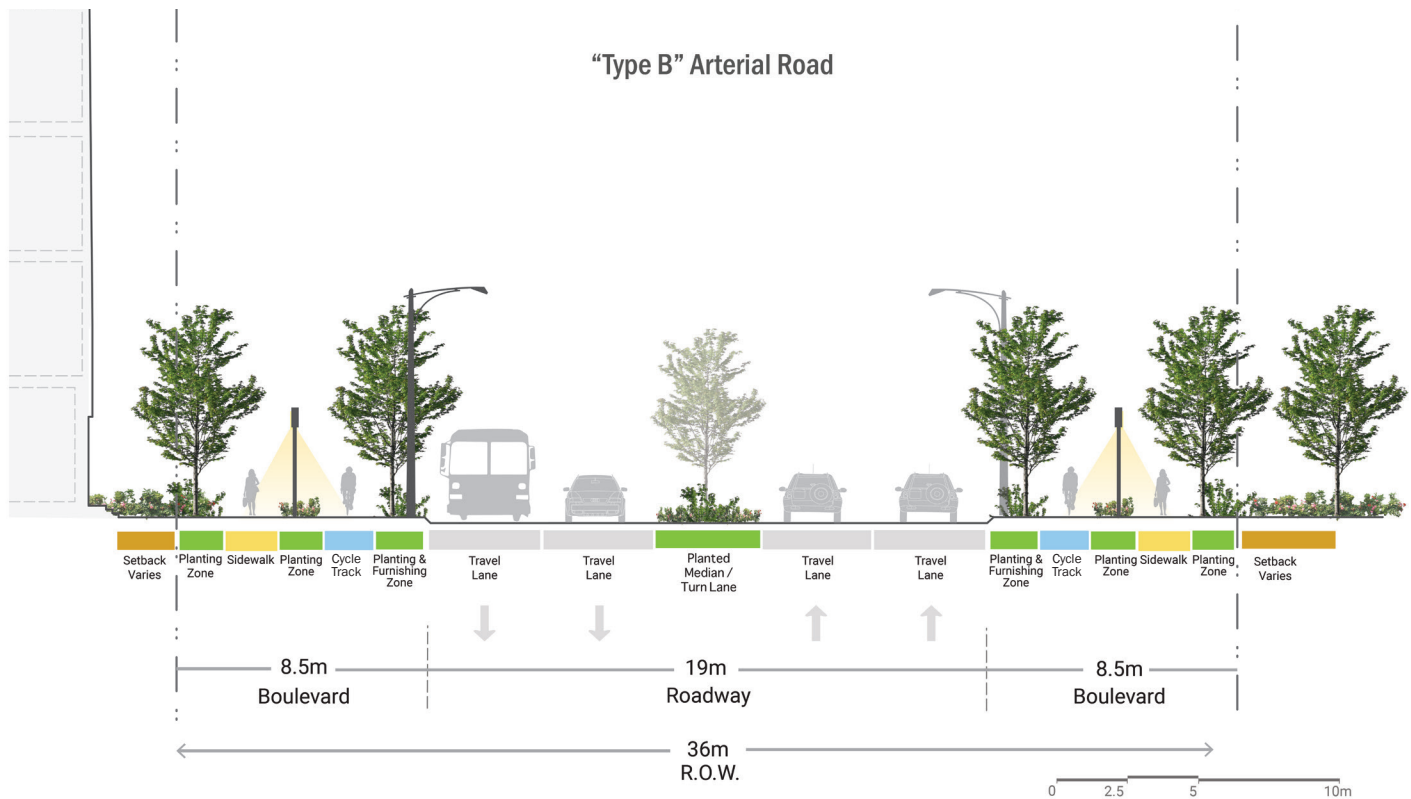 “Type B” Arterial Road
Setback
Varies
Planting
Zone
Sidewalk
Planting
Zone
Cycle
Track
Planting &
Furnishing
Zone
Travel
Lane
Travel
Lane
Planted
Median /
Turn Lane
Travel
Lane
Travel
Lane
Planting &
Furnishing
Zone
Cycle
Track
Planting
Zone
Sidewalk
Planting
Zone
Setback
Varies
8.5m
Boulevard
19m
Roadway
8.5m
Boulevard
36m
R.O.W.
0 2.5 5 10m